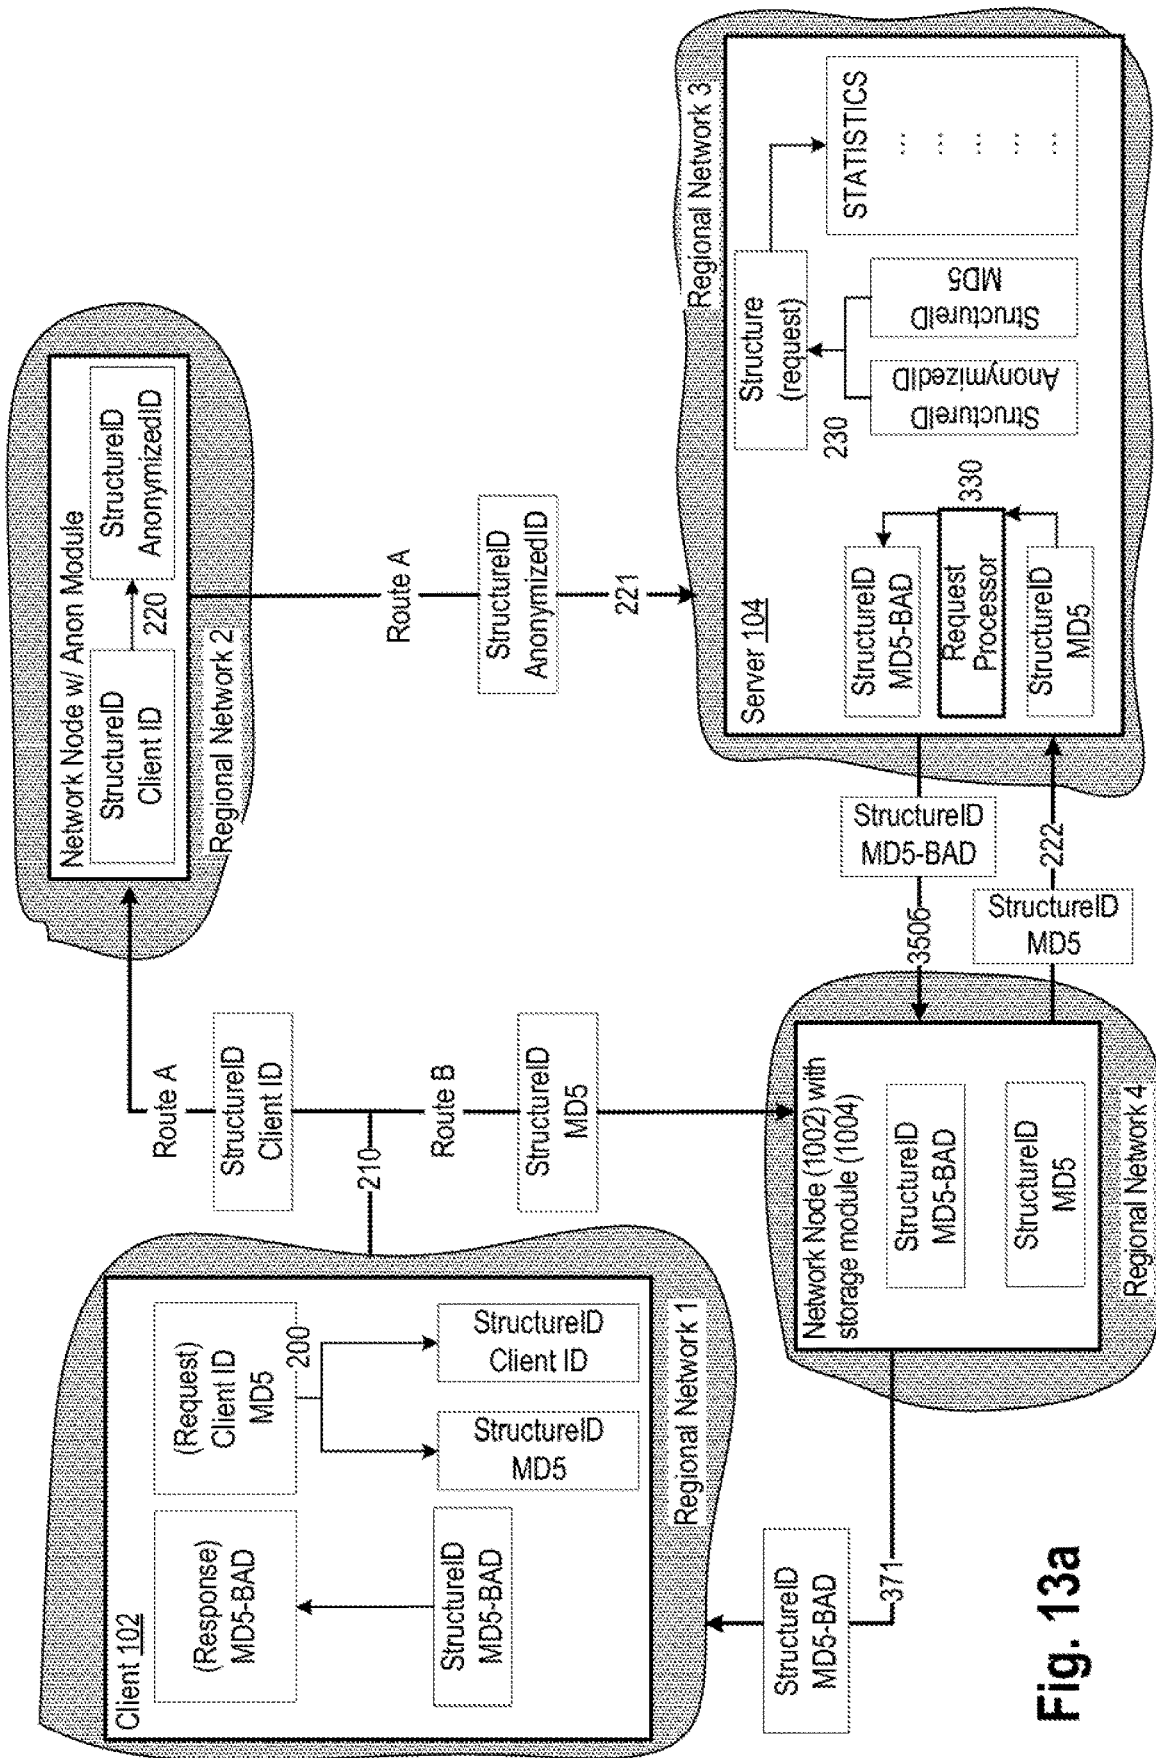 Client 102
(Response)
MD5-BAD
(Request)
Client ID
MD5
200
StructureID
MD5-BAD
StructureID
MD5
StructureID
Client ID
Regional Network 1
210
Route A
StructureID
Client ID
Route B
StructureID
MD5
Network Node w/ Anon Module
StructureID
Client ID
220
StructureID
AnonymizedID
Regional Network 2
Route A
StructureID
AnonymizedID
221
Regional Network 3
Server 104
StructureID
MD5-BAD
Request
Processor
330
StructureID
MD5
Structure
(request)
230
StructureID
AnonymizedID
StructureID
MD5
STATISTICS
...
...
...
...
...
StructureID
MD5-BAD
3506
222
StructureID
MD5
Network Node (1002) with
storage module (1004)
StructureID
MD5-BAD
StructureID
MD5
Regional Network 4
371
StructureID
MD5-BAD
Fig. 13a